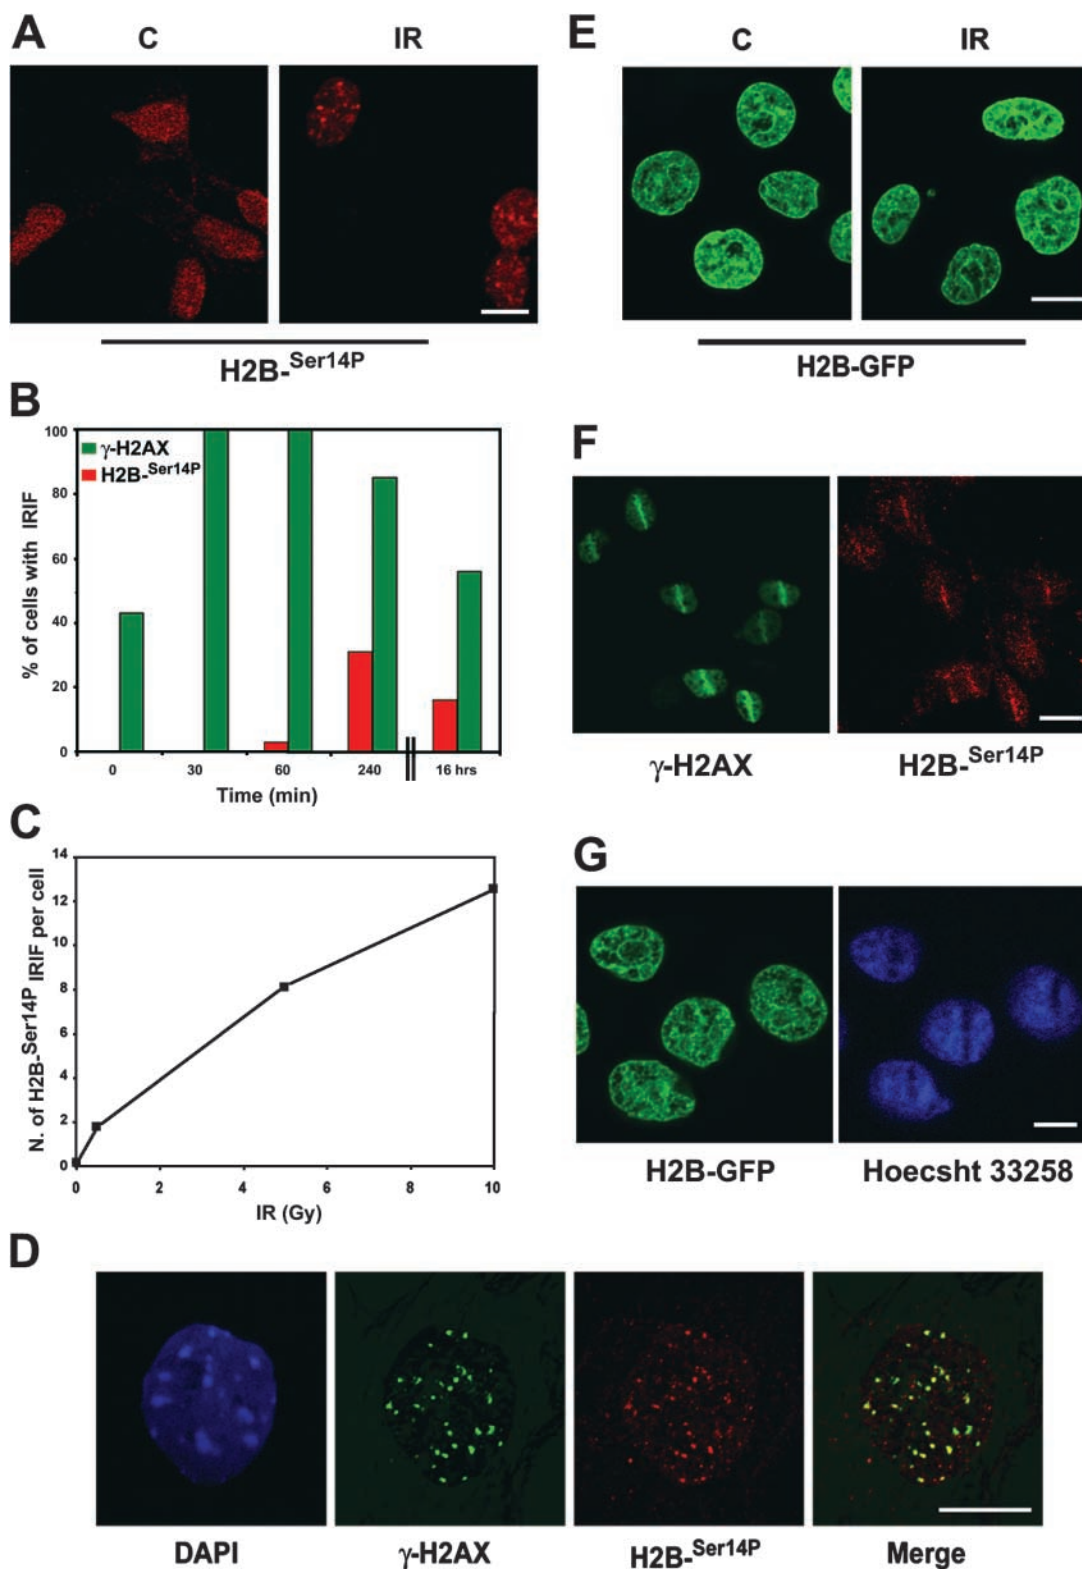 A
C
IR
H2B-Ser14P
E
C
IR
H2B-GFP
B
100
80
60
40
20
0
% of cells with IRIF
γ-H2AX
H2B-Ser14P
0
30
60
240
16 hrs
Time (min)
F
γ-H2AX
H2B-Ser14P
C
14
12
10
8
6
4
2
0
N. of H2B-Ser14P IRIF per cell
0
2
4
6
8
10
IR (Gy)
G
H2B-GFP
Hoecsht 33258
D
DAPI
γ-H2AX
H2B-Ser14P
Merge